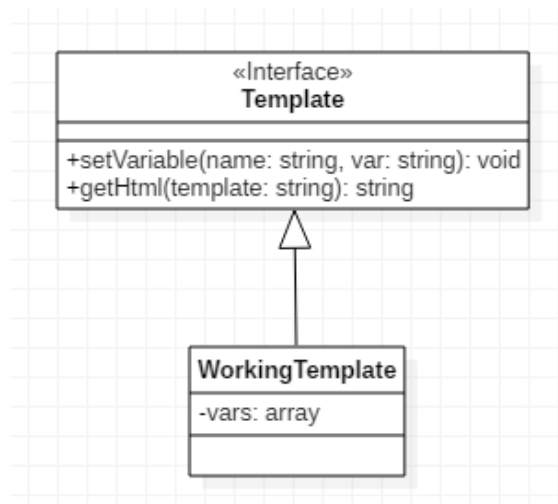 «Interface»
Template
+setVariable(name: string, var: string): void
+getHtml(template: string): string
WorkingTemplate
-vars: array